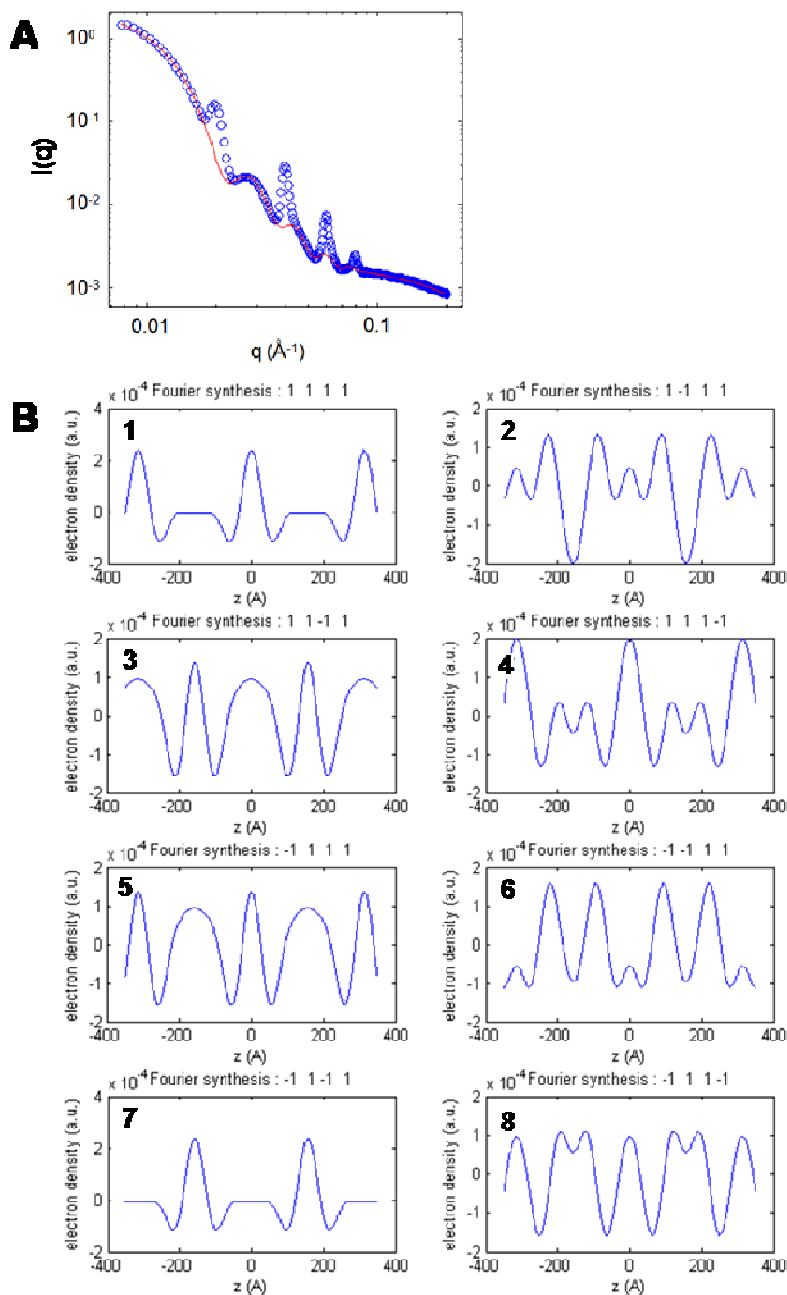 A
10⁰
10⁻¹
10⁻²
10⁻³
I(q)
0.01
0.1
q (Å⁻¹)
B
x 10⁻⁴ Fourier synthesis : 1 1 1 1
1
4
2
0
-2
electron density (a.u.)
-400 -200 0 200 400
z (A)
x 10⁻⁴ Fourier synthesis : 1 -1 1 1
2
2
1
0
-1
-2
electron density (a.u.)
-400 -200 0 200 400
z (A)
x 10⁻⁴ Fourier synthesis : 1 1 -1 1
3
2
1
0
-1
-2
electron density (a.u.)
-400 -200 0 200 400
z (A)
x 10⁻⁴ Fourier synthesis : 1 1 1 -1
4
2
1
0
-1
-2
electron density (a.u.)
-400 -200 0 200 400
z (A)
x 10⁻⁴ Fourier synthesis : -1 1 1 1
5
2
1
0
-1
-2
electron density (a.u.)
-400 -200 0 200 400
z (A)
x 10⁻⁴ Fourier synthesis : -1 -1 1 1
6
2
1
0
-1
-2
electron density (a.u.)
-400 -200 0 200 400
z (A)
x 10⁻⁴ Fourier synthesis : -1 1 -1 1
7
4
2
0
-2
electron density (a.u.)
-400 -200 0 200 400
z (A)
x 10⁻⁴ Fourier synthesis : -1 1 1 -1
8
2
1
0
-1
-2
electron density (a.u.)
-400 -200 0 200 400
z (A)